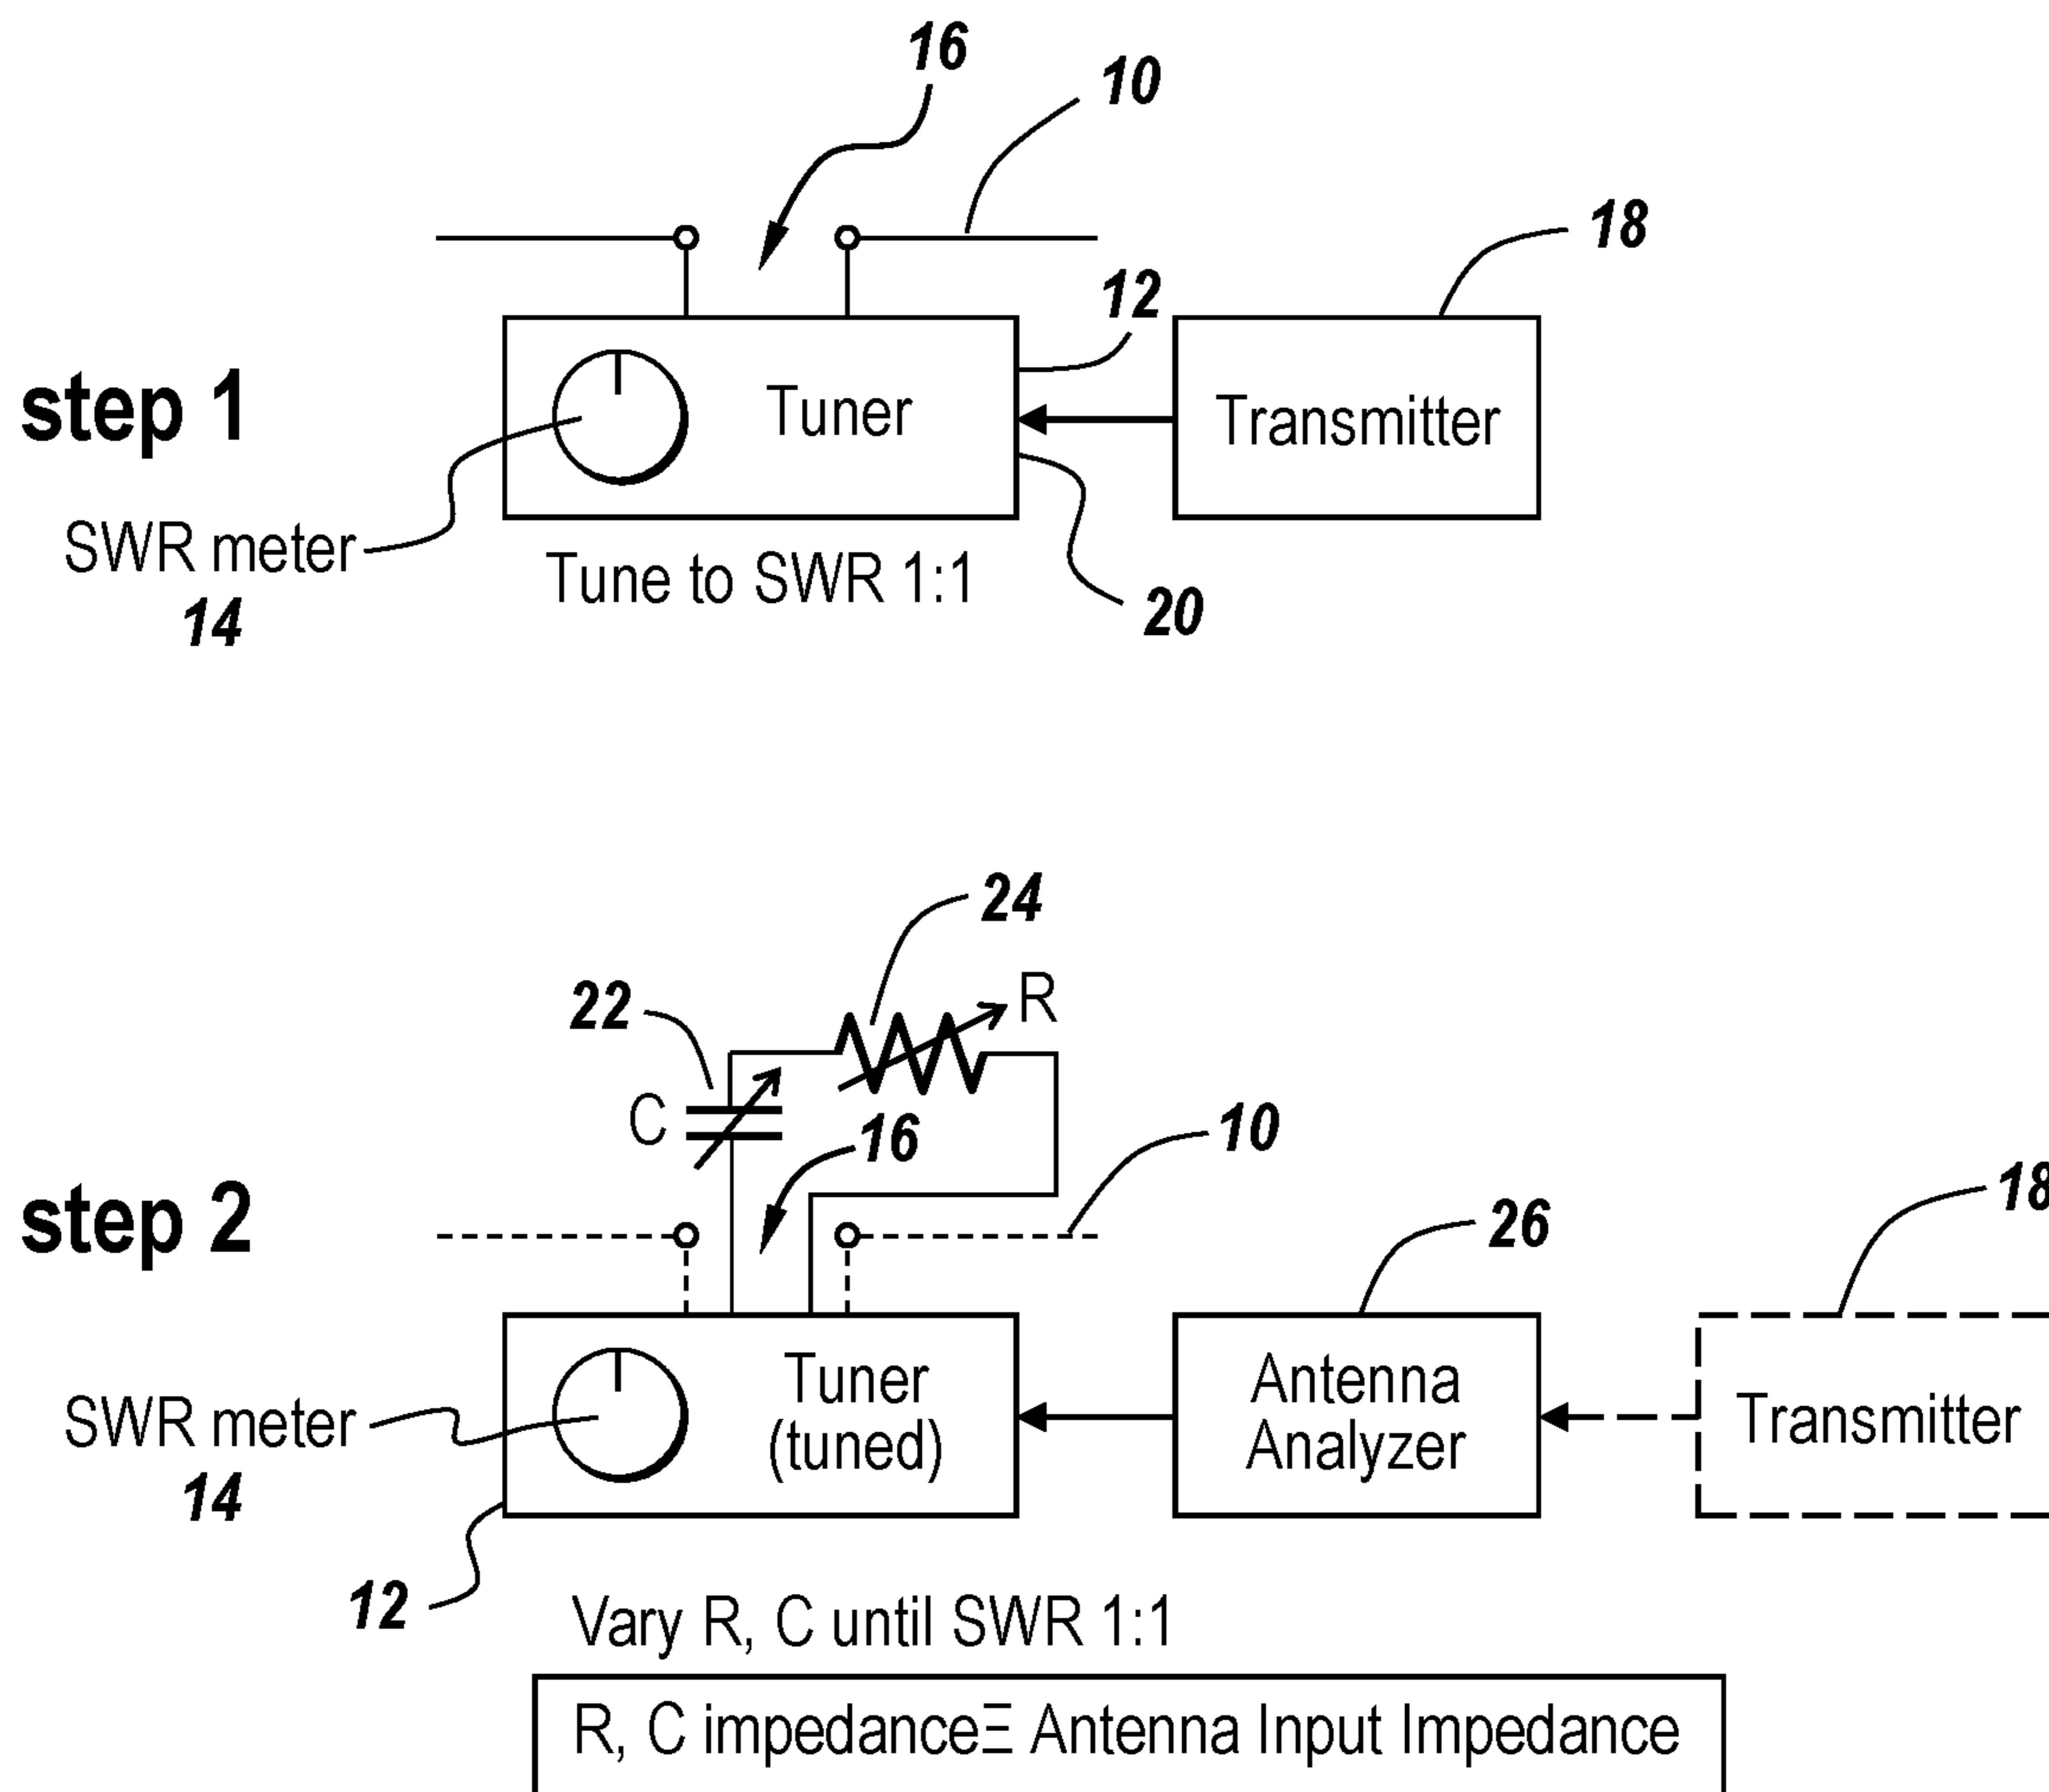 16
10
18
12
step 1
Tuner
Transmitter
SWR meter
14
Tune to SWR 1:1
20
24
22
R
C
16
10
18
step 2
26
Tuner
(tuned)
Antenna
Analyzer
Transmitter
SWR meter
14
12
Vary R, C until SWR 1:1
R, C impedance Ξ Antenna Input Impedance